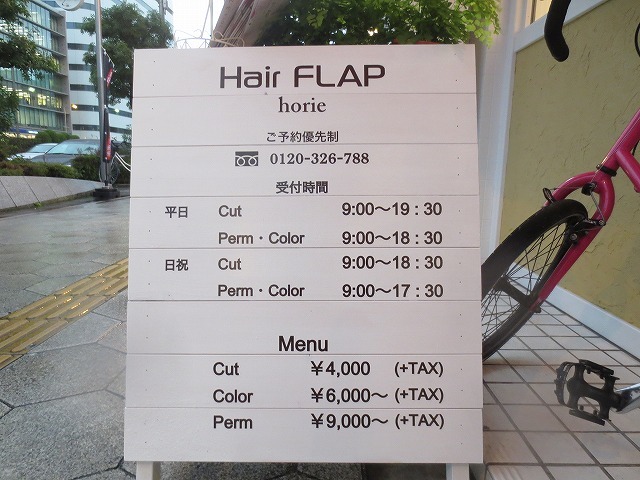 Hair FLAP
horie
ご予約優先制
0120-326-788
受付時間
平日 Cut 9:00〜19:30
Perm・Color 9:00〜18:30
日祝 Cut 9:00〜18:30
Perm・Color 9:00〜17:30
Menu
Cut ¥4,000 (+TAX)
Color ¥6,000〜 (+TAX)
Perm ¥9,000〜 (+TAX)